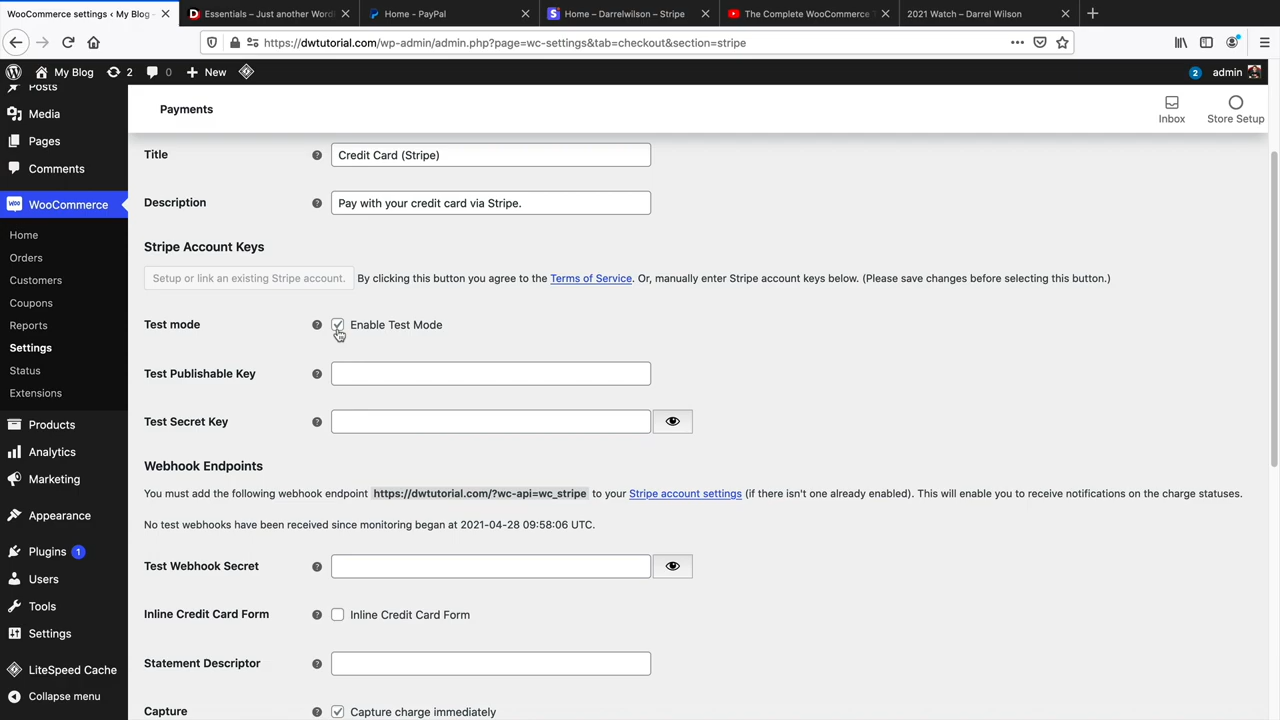 WooCommerce settings ‹ My Blog -
Essentials – Just another Word
Home - PayPal
Home – Darrelwilson – Stripe
The Complete WooCommerce T
2021 Watch – Darrel Wilson
https://dwtutorial.com/wp-admin/admin.php?page=wc-settings&tab=checkout&section=stripe
My Blog
2
0
New
2
admin
Posts
Media
Pages
Comments
WooCommerce
Home
Orders
Customers
Coupons
Reports
Settings
Status
Extensions
Products
Analytics
Marketing
Appearance
Plugins 1
Users
Tools
Settings
LiteSpeed Cache
Collapse menu
Payments
Inbox
Store Setup
Title
Credit Card (Stripe)
Description
Pay with your credit card via Stripe.
Stripe Account Keys
Setup or link an existing Stripe account. By clicking this button you agree to the Terms of Service. Or, manually enter Stripe account keys below. (Please save changes before selecting this button.)
Test mode
Enable Test Mode
Test Publishable Key
Test Secret Key
Webhook Endpoints
You must add the following webhook endpoint https://dwtutorial.com/?wc-api=wc_stripe to your Stripe account settings (if there isn't one already enabled). This will enable you to receive notifications on the charge statuses.
No test webhooks have been received since monitoring began at 2021-04-28 09:58:06 UTC.
Test Webhook Secret
Inline Credit Card Form
Inline Credit Card Form
Statement Descriptor
Capture
Capture charge immediately